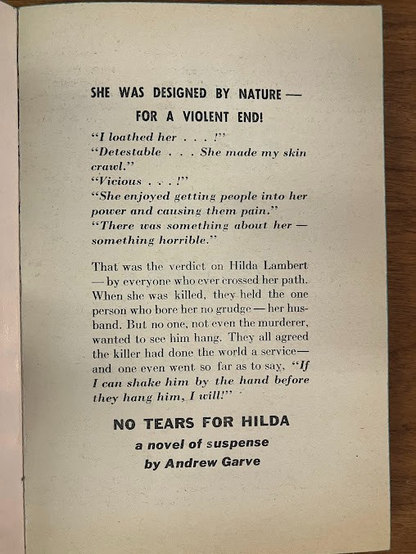 SHE WAS DESIGNED BY NATURE —
FOR A VIOLENT END!
“I loathed her . . . !”
“Detestable . . . She made my skin
crawl.”
“Vicious . . . !”
“She enjoyed getting people into her
power and causing them pain.”
“There was something about her —
something horrible.”
That was the verdict on Hilda Lambert
— by everyone who ever crossed her path.
When she was killed, they held the one
person who bore her no grudge — her hus-
band. But no one, not even the murderer,
wanted to see him hang. They all agreed
the killer had done the world a service—
and one even went so far as to say, “If
I can shake him by the hand before
they hang him, I will!”
NO TEARS FOR HILDA
a novel of suspense
by Andrew Garve